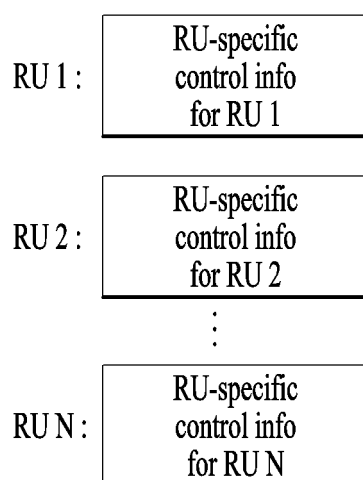 RU-specific
RU 1 : control info
for RU 1
RU-specific
RU 2 : control info
for RU 2
RU-specific
RU N : control info
for RU N